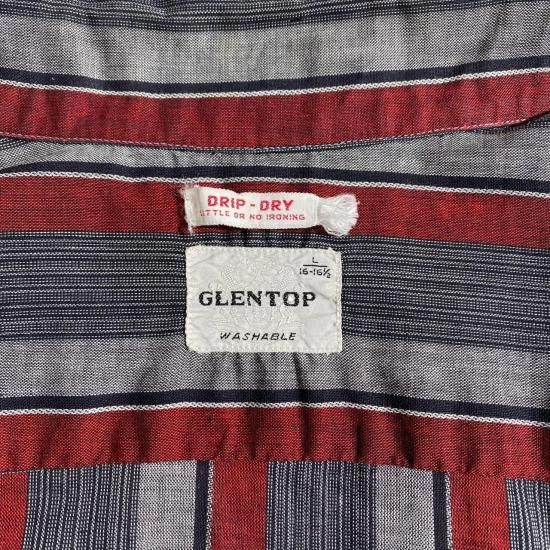 DRIP-DRY
LITTLE OR NO IRONING
L
16-16½
GLENTOP
WASHABLE